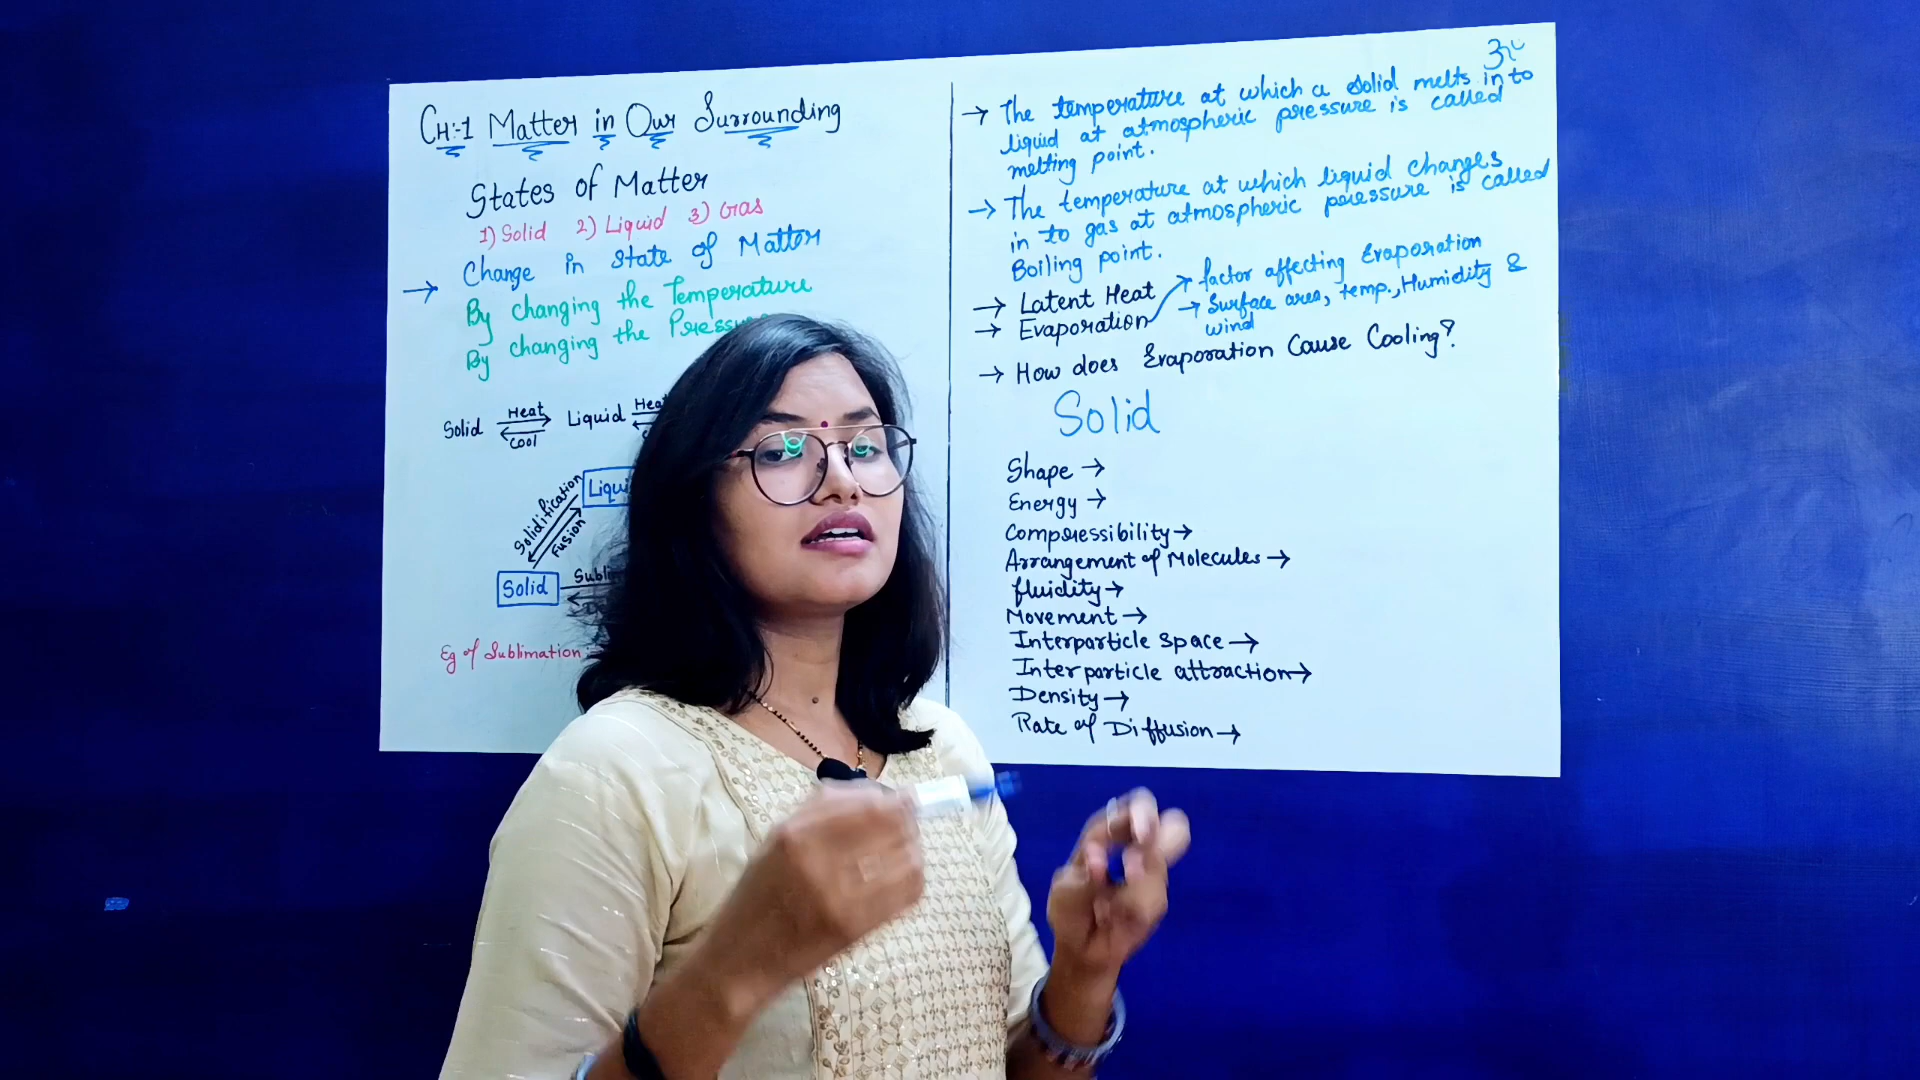 CH:-1 Matter in Our Surrounding
States of Matter
1) Solid 2) Liquid 3) Gas
→ Change in State of Matter
By changing the Temperature
By changing the
Solid Heat Cool Liquid
Solidification
Fusion
Solid
Eg of Sublimation :-
→ The temperature at which a solid melts in to
liquid at atmospheric pressure is called
melting point.
→ The temperature at which liquid changes
in to gas at atmospheric pressure is called
Boiling point.
→ Latent Heat
→ Evaporation
→ factor affecting Evaporation
→ Surface area, temp., Humidity &
wind
→ How does Evaporation Cause Cooling?
Solid
Shape →
Energy →
Compressibility →
Arrangement of Molecules →
fluidity →
Movement →
Interparticle space →
Interparticle attraction →
Density →
Rate of Diffusion →